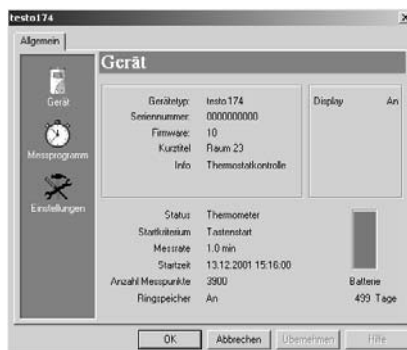 testo174
Allgemein
Gerät
Gerät
Messprogramm
Einstellungen
Gerätetyp: testo 174
Seriennummer: 0000000000
Firmware: 10
Kurztitel Raum 23
Info Thermostatkontrolle
Display An
Status Thermometer
Startkriterium Tastenstart
Messrate 1.0 min
Startzeit 13.12.2001 15:16:00
Anzahl Messpunkte 3900
Ringspeicher An
Batterie
499 Tage
OK Abbrechen Übernehmen Hilfe